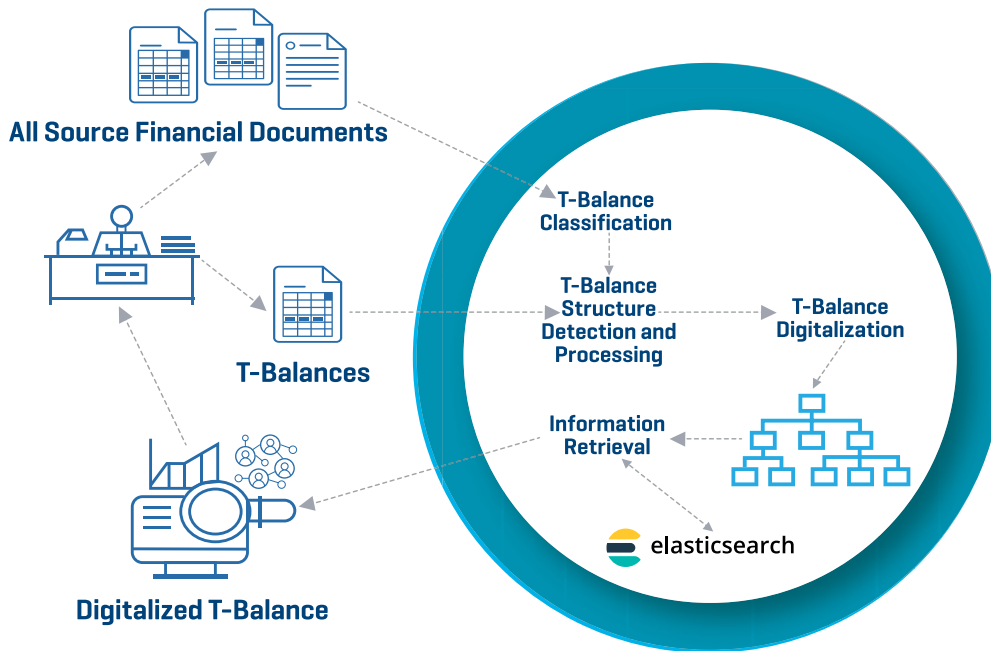 All Source Financial Documents
T-Balance
Classification
T-Balance
Structure
Detection and
Processing
T-Balance
Digitalization
T-Balances
Information
Retrieval
elasticsearch
Digitalized T-Balance